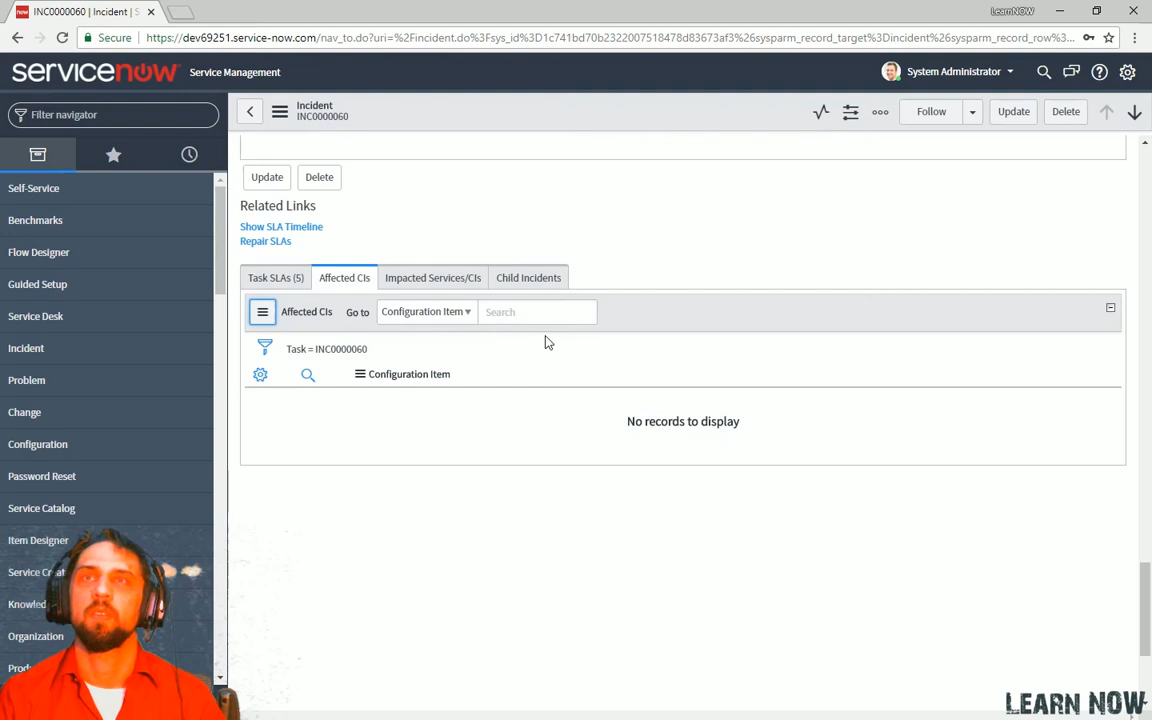 now INC0000060 | Incident | S
LearnNOW
Secure https://dev69251.service-now.com/nav_to.do?uri=%2Fincident.do%3Fsys_id%3D1c741bd70b2322007518478d83673af3%26sysparm_record_target%3Dincident%26sysparm_record_row%3...
servicenow Service Management
System Administrator
Filter navigator
Incident
INC0000060
Follow
Update
Delete
Self-Service
Benchmarks
Flow Designer
Guided Setup
Service Desk
Incident
Problem
Change
Configuration
Password Reset
Service Catalog
Item Designer
Service Creat
Knowled
Organization
Prod
Update
Delete
Related Links
Show SLA Timeline
Repair SLAs
Task SLAs (5)
Affected CIs
Impacted Services/CIs
Child Incidents
Affected CIs Go to Configuration Item Search
Task = INC0000060
Configuration Item
No records to display
LEARN NOW